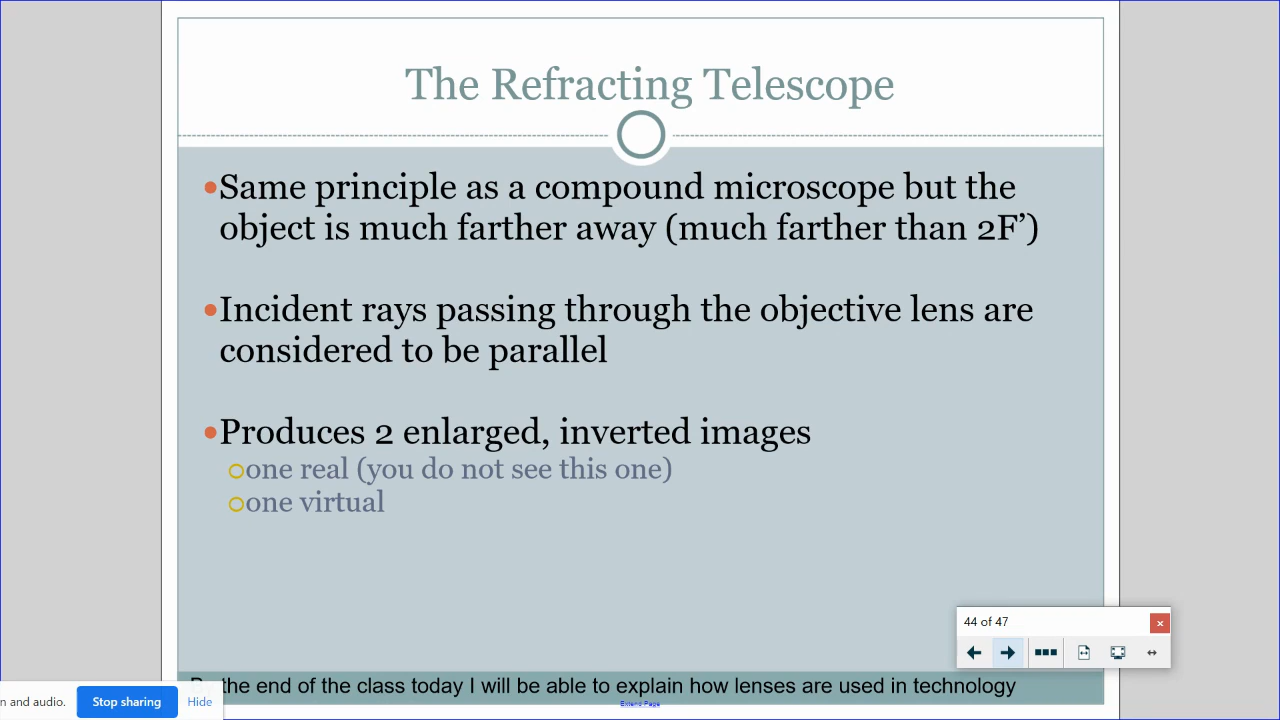 The Refracting Telescope
•Same principle as a compound microscope but the
object is much farther away (much farther than 2F’)
•Incident rays passing through the objective lens are
considered to be parallel
•Produces 2 enlarged, inverted images
one real (you do not see this one)
one virtual
44 of 47
the end of the class today I will be able to explain how lenses are used in technology
n and audio.
Stop sharing
Hide
Extend Page